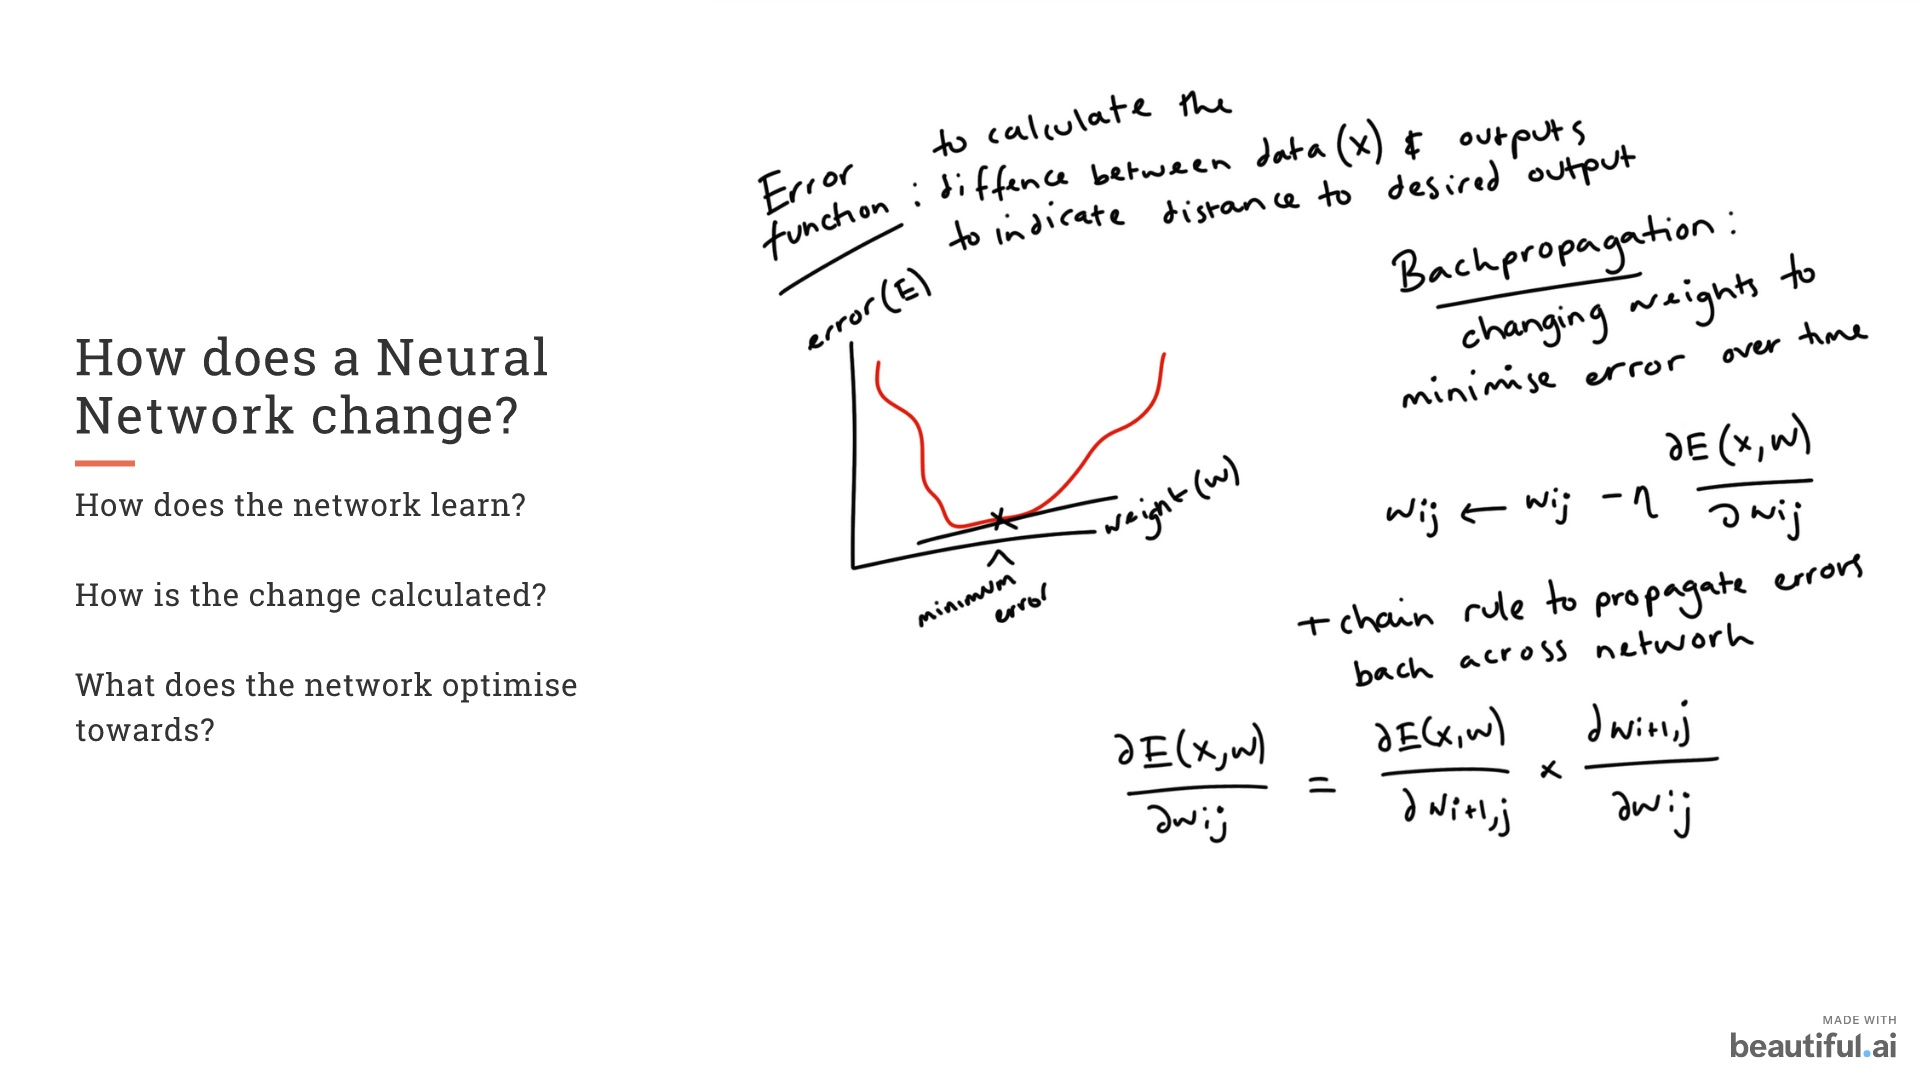 How does a Neural
Network change?
How does the network learn?
How is the change calculated?
What does the network optimise
towards?
Error
function :
to calculate the
diffence between data (x) & outputs
to indicate distance to desired output
error (E)
weight (w)
^
minimum
error
Backpropagation :
changing weights to
minimise error over time
wij ← wij - η ∂E(x,w) / ∂wij
+ chain rule to propagate errors
back across network
∂E(x,w) / ∂wij = ∂E(x,w) / ∂wi+1,j × ∂wi+1,j / ∂wij
MADE WITH
beautiful.ai